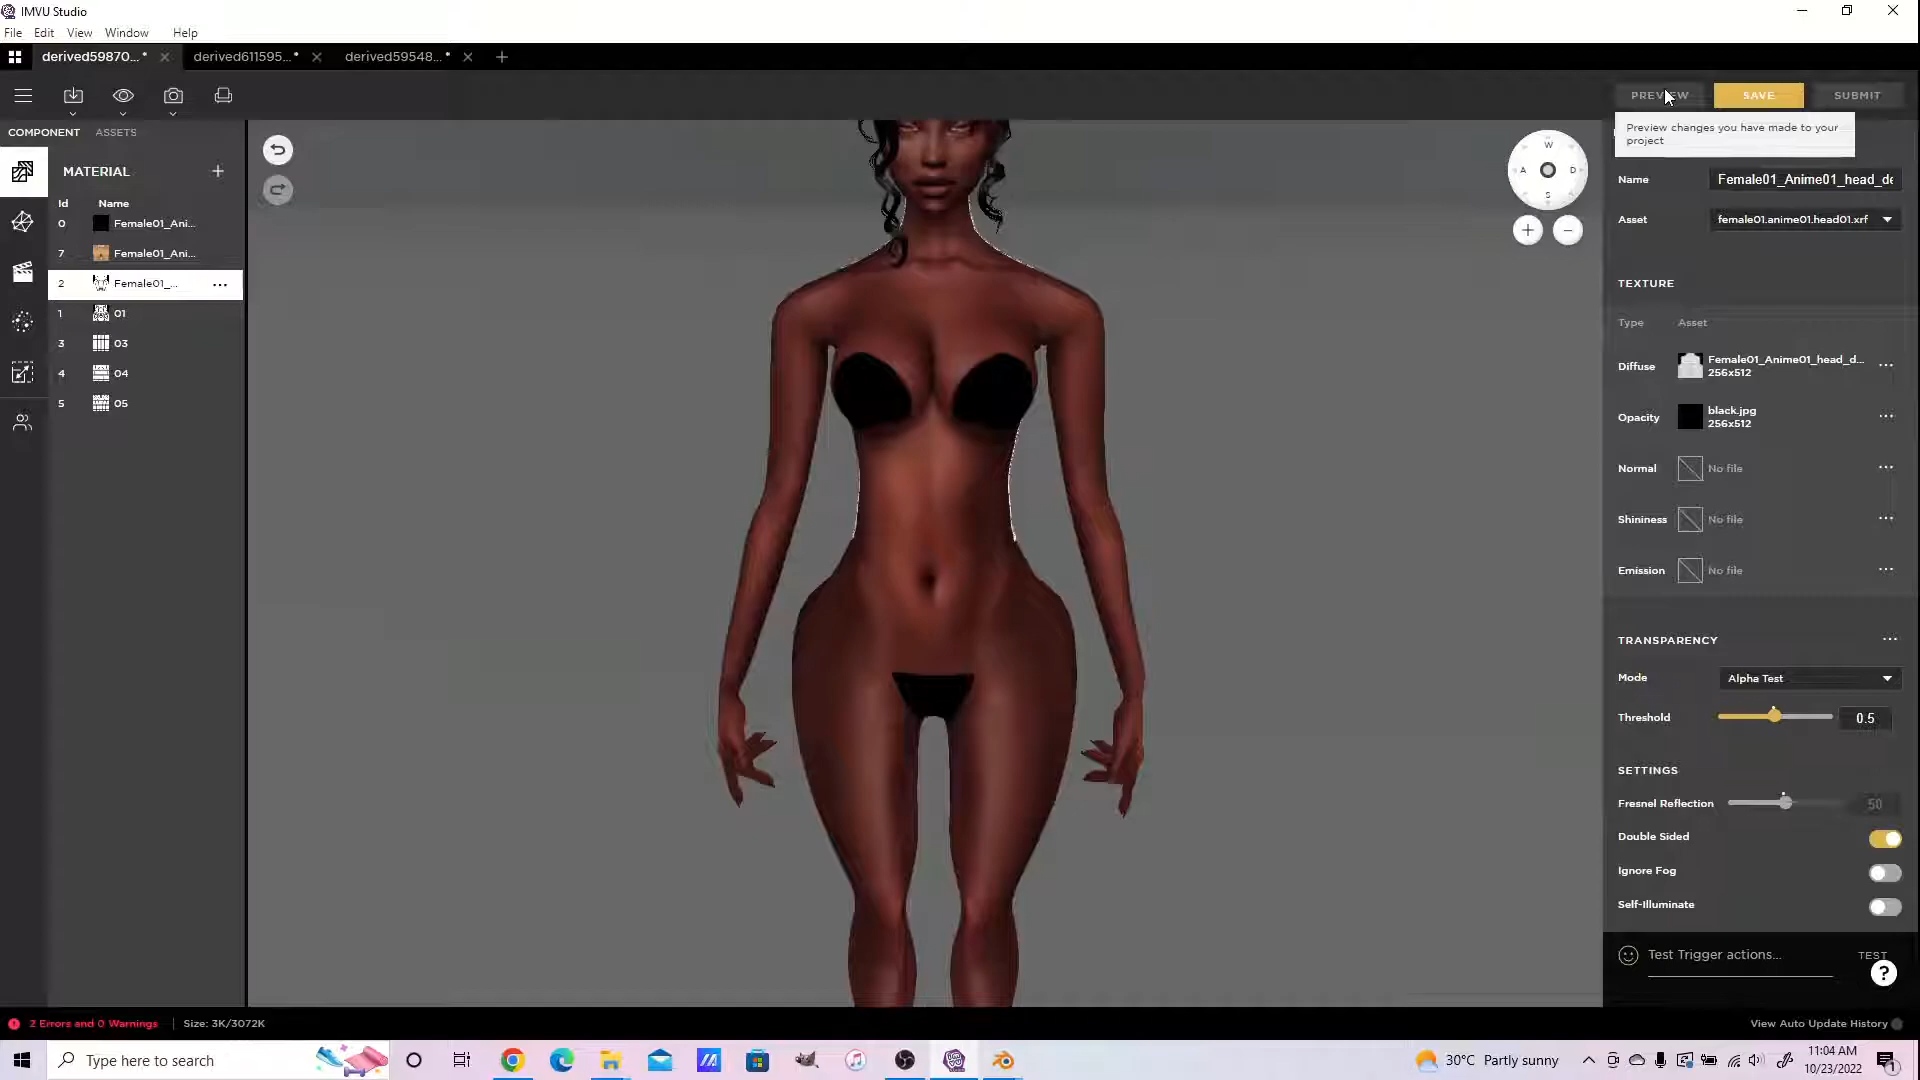 IMVU Studio
File Edit View Window Help
derived59870... * derived611595... * derived59548... *
PREVIEW SAVE SUBMIT
Preview changes you have made to your
project
COMPONENT ASSETS
MATERIAL
Id Name
0 Female01_Ani...
7 Female01_Ani...
2 Female01_...
1 01
3 03
4 04
5 05
W
A D
S
Name Female01_Anime01_head_de
Asset female01.anime01.head01.xrf
TEXTURE
Type Asset
Diffuse Female01_Anime01_head_d...
256x512
Opacity black.jpg
256x512
Normal No file
Shininess No file
Emission No file
TRANSPARENCY
Mode Alpha Test
Threshold 0.5
SETTINGS
Fresnel Reflection 50
Double Sided
Ignore Fog
Self-Illuminate
Test Trigger actions... TEST
?
2 Errors and 0 Warnings Size: 3K/3072K View Auto Update History
Type here to search
30°C Partly sunny
11:04 AM
10/23/2022
1